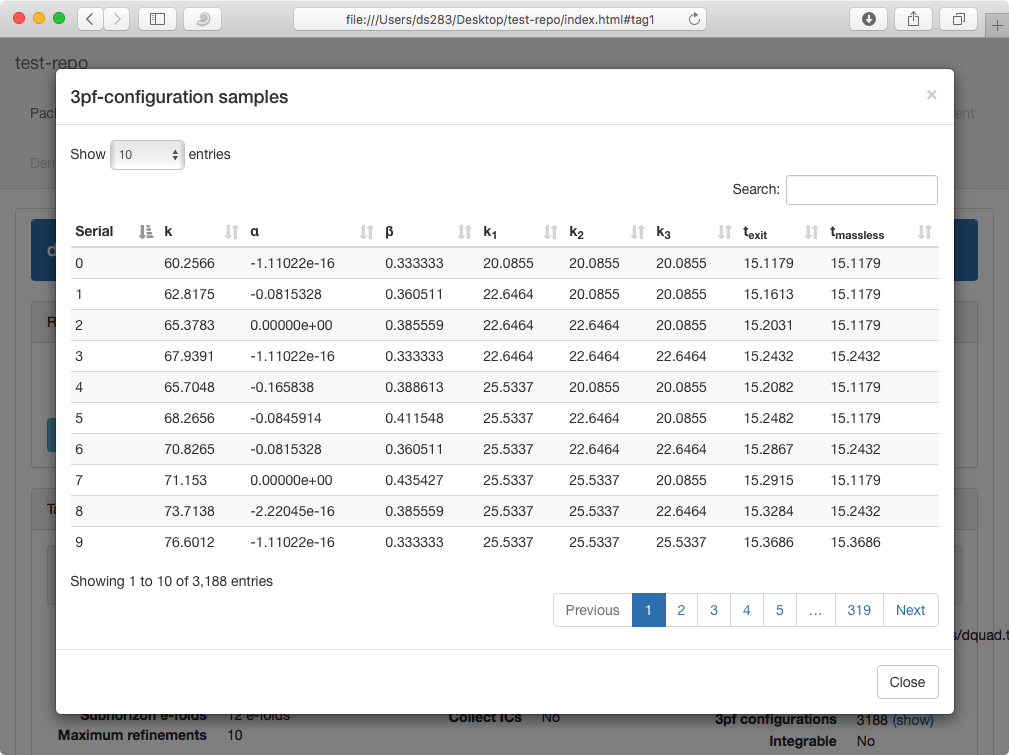 file:///Users/ds283/Desktop/test-repo/index.html#tag1
test-repo
3pf-configuration samples ×
Show 10 entries
Search:
Serial k α β k1 k2 k3 texit tmassless
0 60.2566 -1.11022e-16 0.333333 20.0855 20.0855 20.0855 15.1179 15.1179
1 62.8175 -0.0815328 0.360511 22.6464 20.0855 20.0855 15.1613 15.1179
2 65.3783 0.00000e+00 0.385559 22.6464 22.6464 20.0855 15.2031 15.1179
3 67.9391 -1.11022e-16 0.333333 22.6464 22.6464 22.6464 15.2432 15.2432
4 65.7048 -0.165838 0.388613 25.5337 20.0855 20.0855 15.2082 15.1179
5 68.2656 -0.0845914 0.411548 25.5337 22.6464 20.0855 15.2482 15.1179
6 70.8265 -0.0815328 0.360511 25.5337 22.6464 22.6464 15.2867 15.2432
7 71.153 0.00000e+00 0.435427 25.5337 25.5337 20.0855 15.2915 15.1179
8 73.7138 -2.22045e-16 0.385559 25.5337 25.5337 22.6464 15.3284 15.2432
9 76.6012 -1.11022e-16 0.333333 25.5337 25.5337 25.5337 15.3686 15.3686
Showing 1 to 10 of 3,188 entries
Previous 1 2 3 4 5 … 319 Next
s/dquad.t
Close
Subhorizon e-folds 12 e-folds Collect ICs No 3pf configurations 3188 (show)
Maximum refinements 10 Integrable No